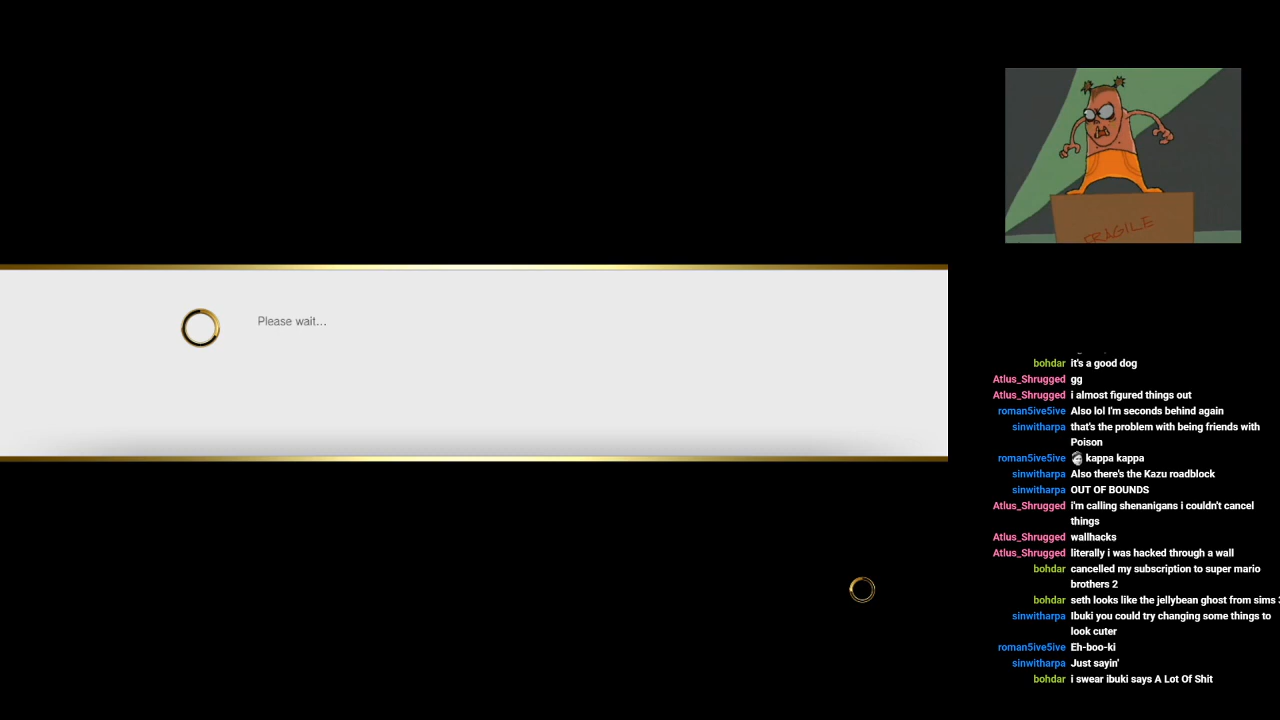 Please wait...
FRAGILE
bohdar it's a good dog
Atlus_Shrugged gg
Atlus_Shrugged i almost figured things out
roman5ive5ive Also lol I'm seconds behind again
sinwitharpa that's the problem with being friends with
Poison
roman5ive5ive kappa kappa
sinwitharpa Also there's the Kazu roadblock
sinwitharpa OUT OF BOUNDS
Atlus_Shrugged i'm calling shenanigans i couldn't cancel
things
Atlus_Shrugged wallhacks
Atlus_Shrugged literally i was hacked through a wall
bohdar cancelled my subscription to super mario
brothers 2
bohdar seth looks like the jellybean ghost from sims
sinwitharpa Ibuki you could try changing some things to
look cuter
roman5ive5ive Eh-boo-ki
sinwitharpa Just sayin'
bohdar i swear ibuki says A Lot Of Shit